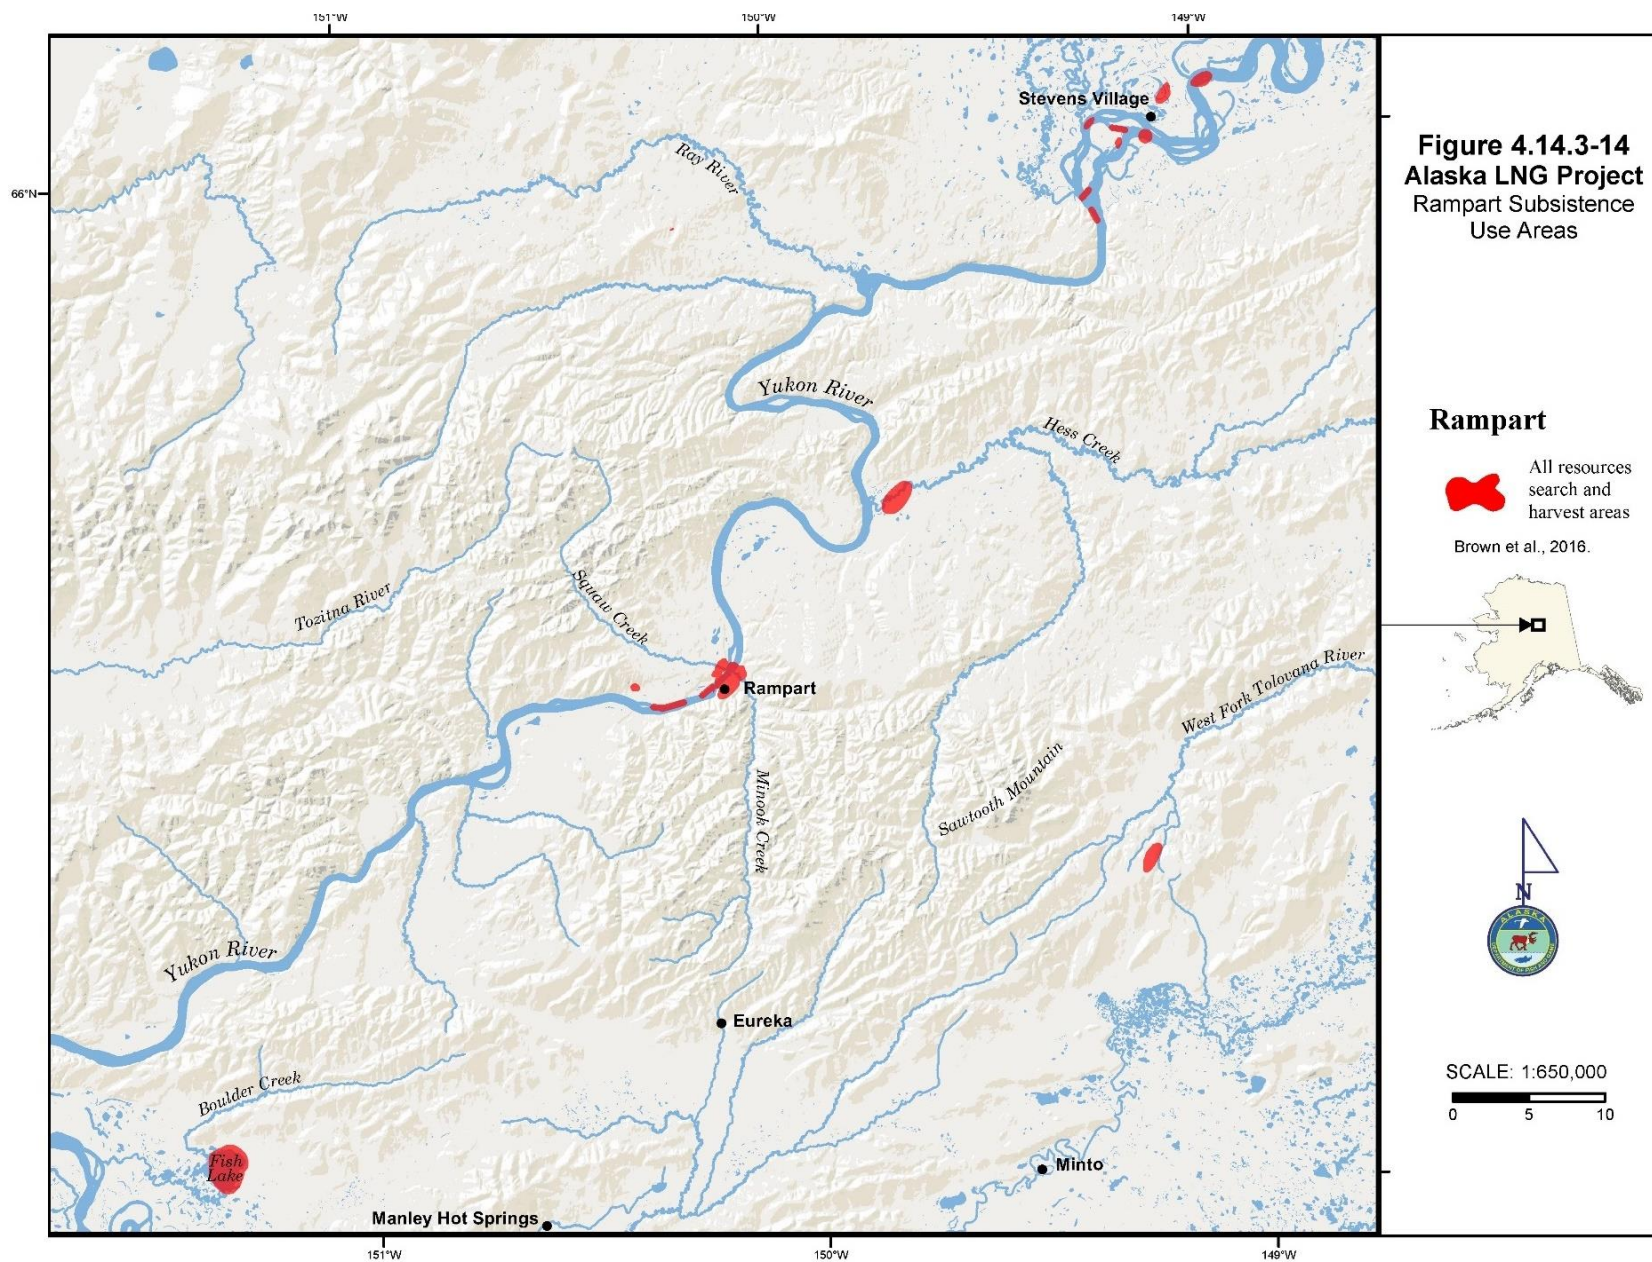 151°W
150°W
149°W
66°N
Stevens Village
Ray River
Yukon River
Hess Creek
Tozitna River
Squaw Creek
Rampart
West Fork Tolovana River
Sawtooth Mountain
Minook Creek
Yukon River
Eureka
Boulder Creek
Fish
Lake
Minto
Manley Hot Springs
151°W
150°W
149°W
Figure 4.14.3-14
Alaska LNG Project
Rampart Subsistence
Use Areas
Rampart
All resources
search and
harvest areas
Brown et al., 2016.
N
ALASKA
SCALE: 1:650,000
0 5 10